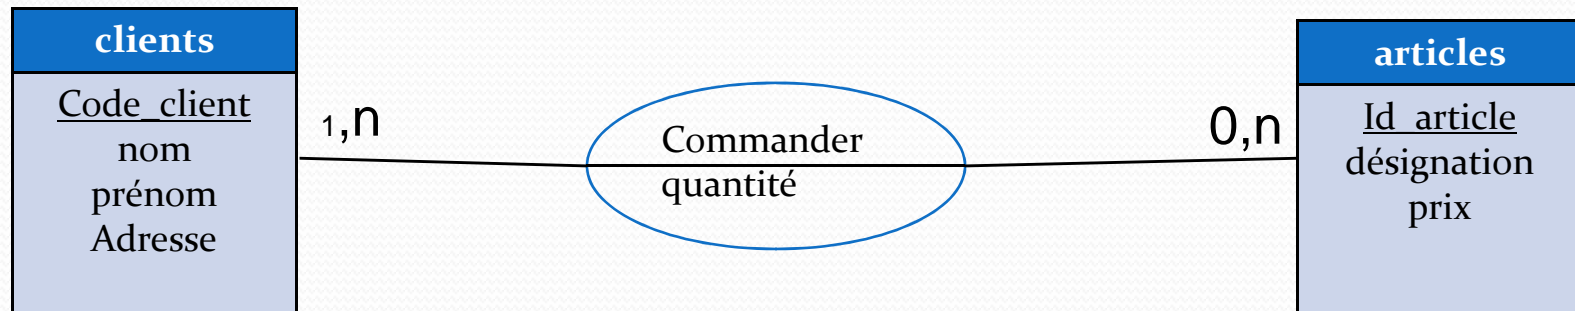 clients
Code_client
nom
prénom
Adresse
1,n
Commander
quantité
0,n
articles
Id_article
désignation
prix